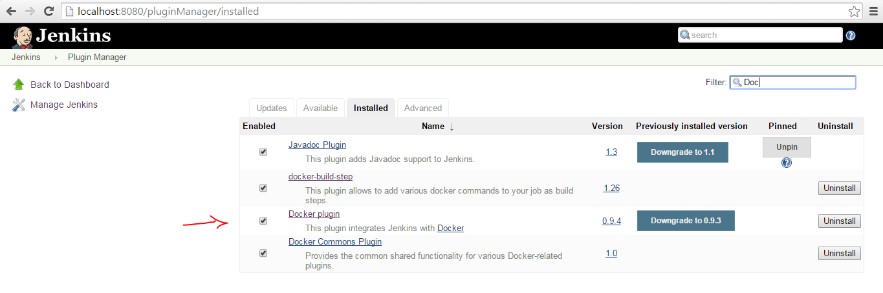 localhost:8080/pluginManager/installed
Jenkins
search
Jenkins Plugin Manager
Back to Dashboard
Filter: Doc
Manage Jenkins
Updates Available Installed Advanced
Enabled Name ↓ Version Previously installed version Pinned Uninstall
Javadoc Plugin
This plugin adds Javadoc support to Jenkins.
1.3 Downgrade to 1.1 Unpin
docker-build-step
This plugin allows to add various docker commands to your job as build
steps.
1.26 Uninstall
Docker plugin
This plugin integrates Jenkins with Docker
0.9.4 Downgrade to 0.9.3 Uninstall
Docker Commons Plugin
Provides the common shared functionality for various Docker-related
plugins.
1.0 Uninstall